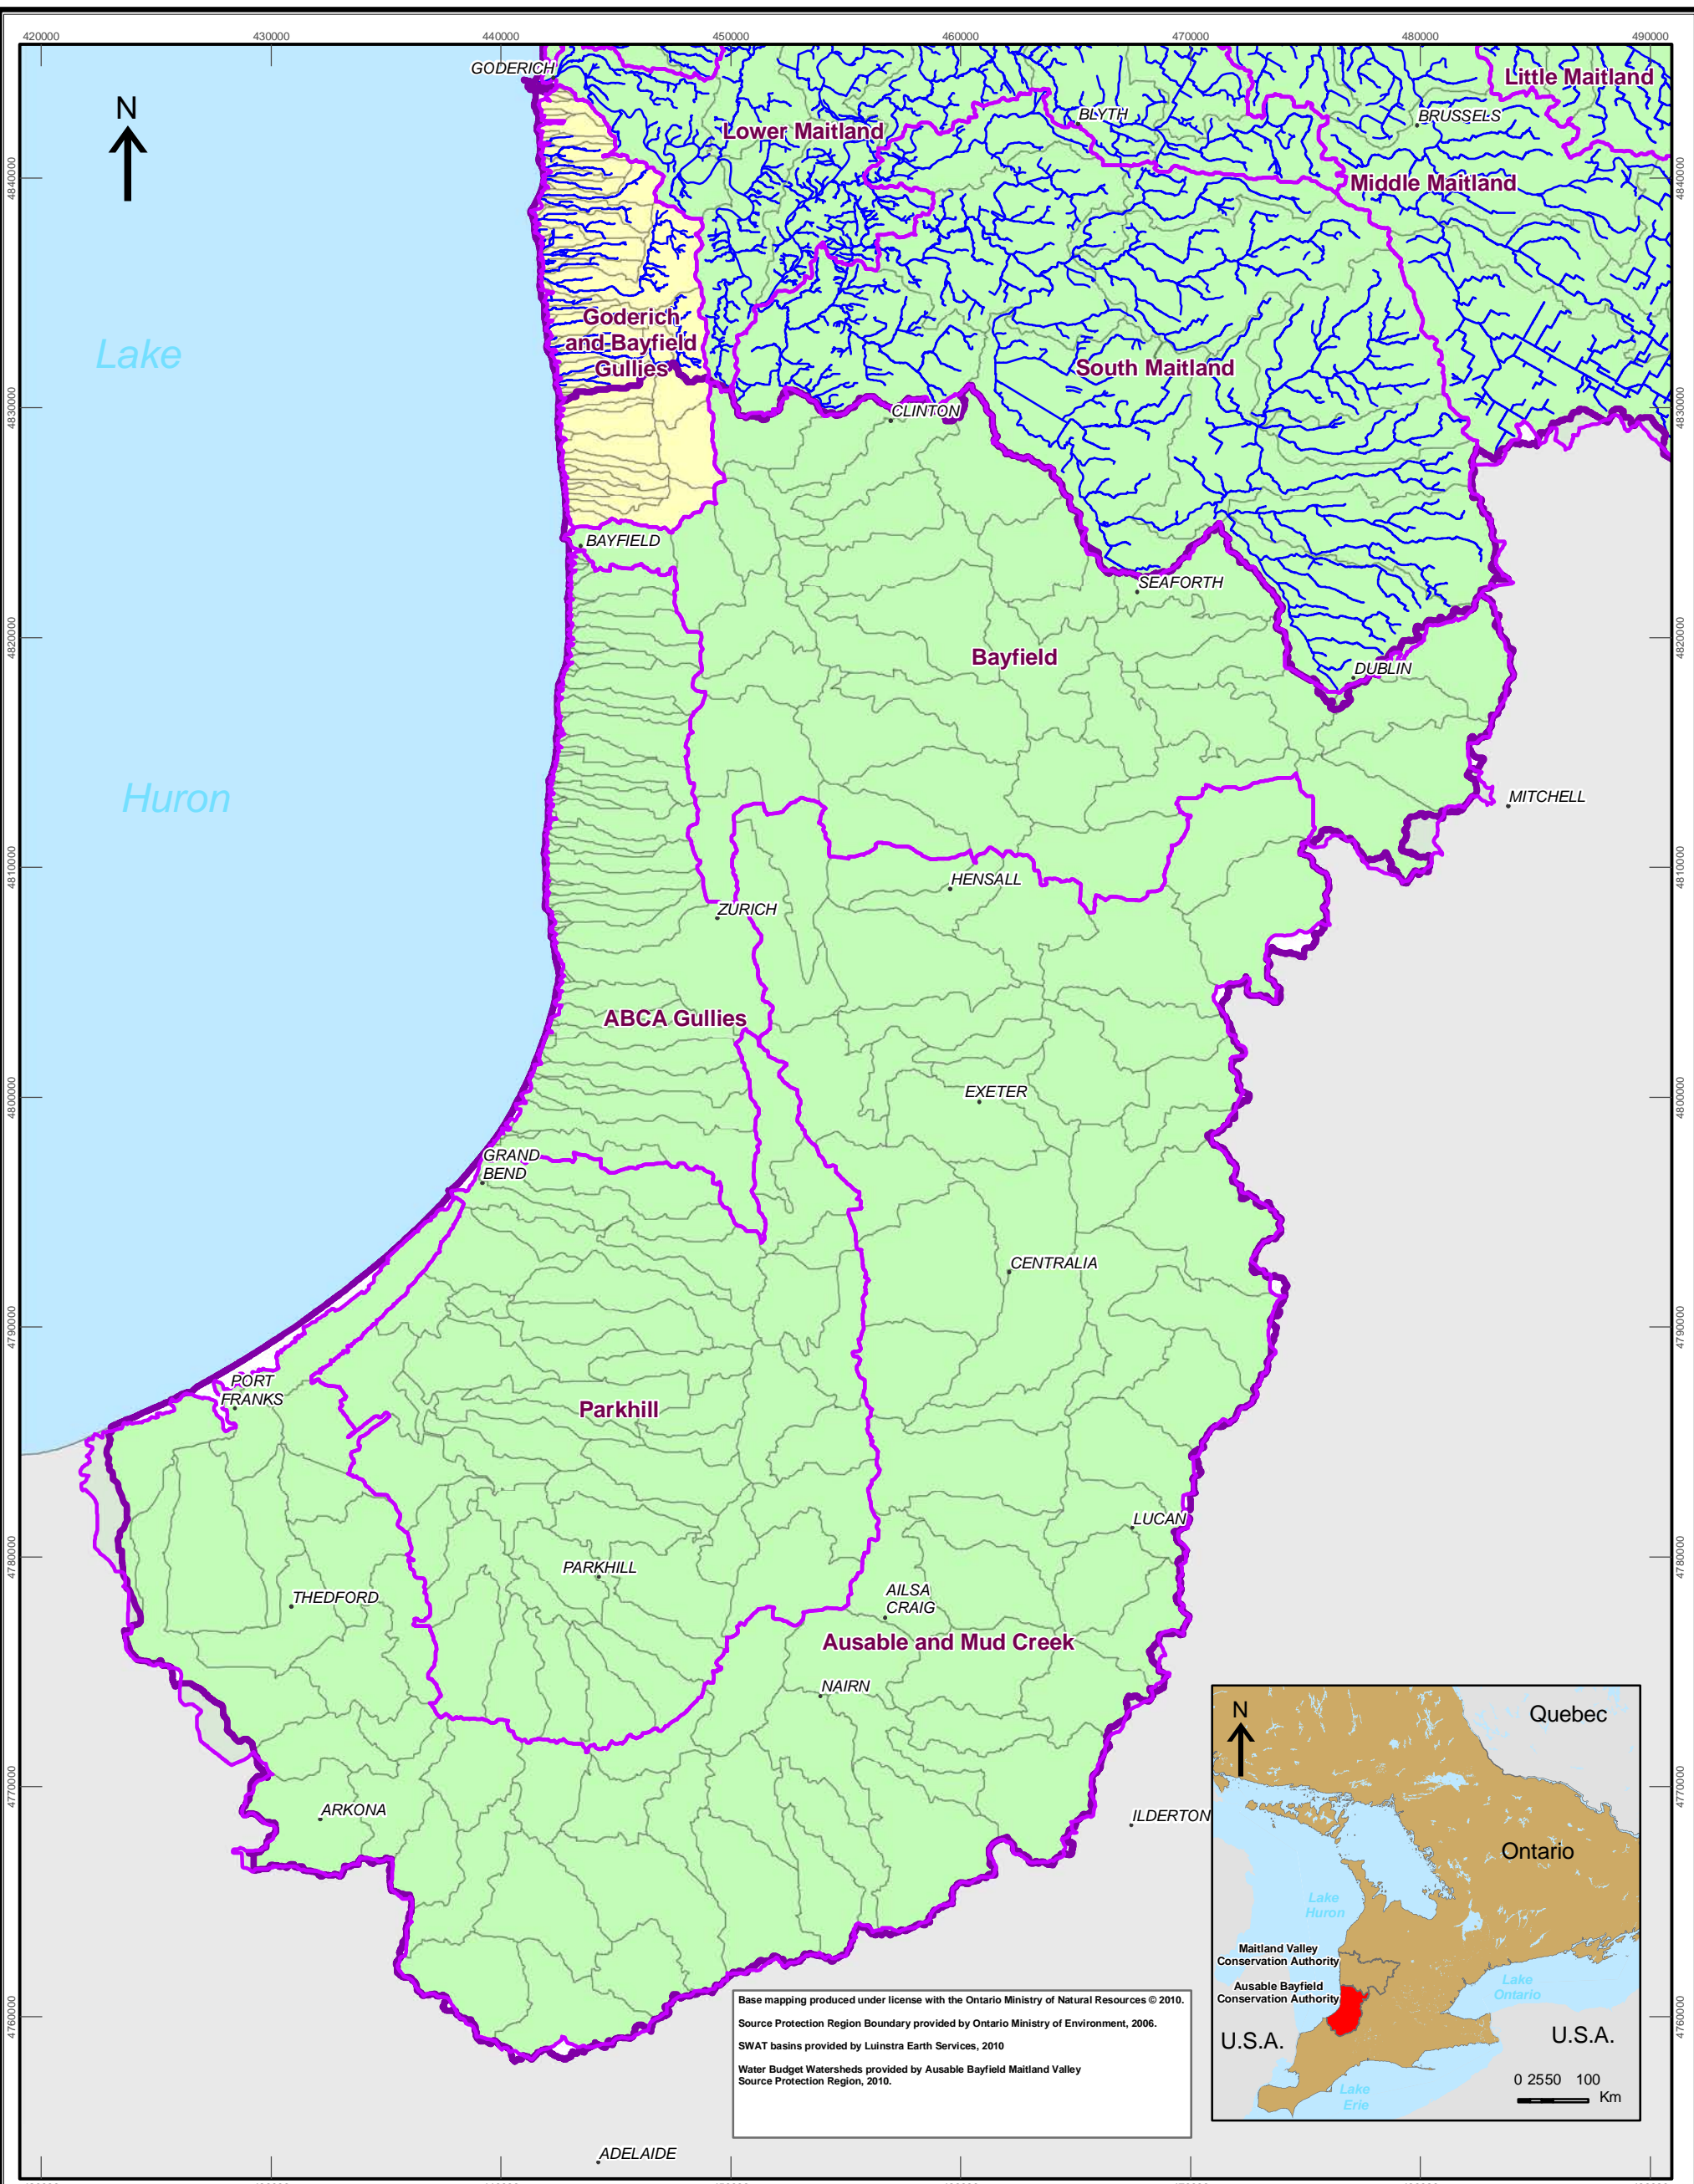 420000
430000
440000
450000
460000
470000
480000
490000
GODERICH
N
Little Maitland
BLYTH
BRUSSELS
Lower Maitland
4840000
4840000
Middle Maitland
Goderich
and Bayfield
Gullies
Lake
South Maitland
4830000
4830000
CLINTON
BAYFIELD
SEAFORTH
4820000
4820000
Bayfield
DUBLIN
Huron
MITCHELL
4810000
4810000
HENSALL
ZURICH
ABCA Gullies
EXETER
4800000
4800000
GRAND
BEND
CENTRALIA
4790000
4790000
PORT
FRANKS
Parkhill
LUCAN
4780000
4780000
PARKHILL
THEDFORD
AILSA
CRAIG
Ausable and Mud Creek
NAIRN
4770000
4770000
ARKONA
ILDERTON
4760000
4760000
ADELAIDE
Base mapping produced under license with the Ontario Ministry of Natural Resources © 2010.
Source Protection Region Boundary provided by Ontario Ministry of Environment, 2006.
SWAT basins provided by Luinstra Earth Services, 2010
Water Budget Watersheds provided by Ausable Bayfield Maitland Valley
Source Protection Region, 2010.
N
Quebec
Ontario
Lake
Huron
Maitland Valley
Conservation Authority
Ausable Bayfield
Conservation Authority
Lake
Ontario
U.S.A.
U.S.A.
Lake
Erie
0 2550 100
Km